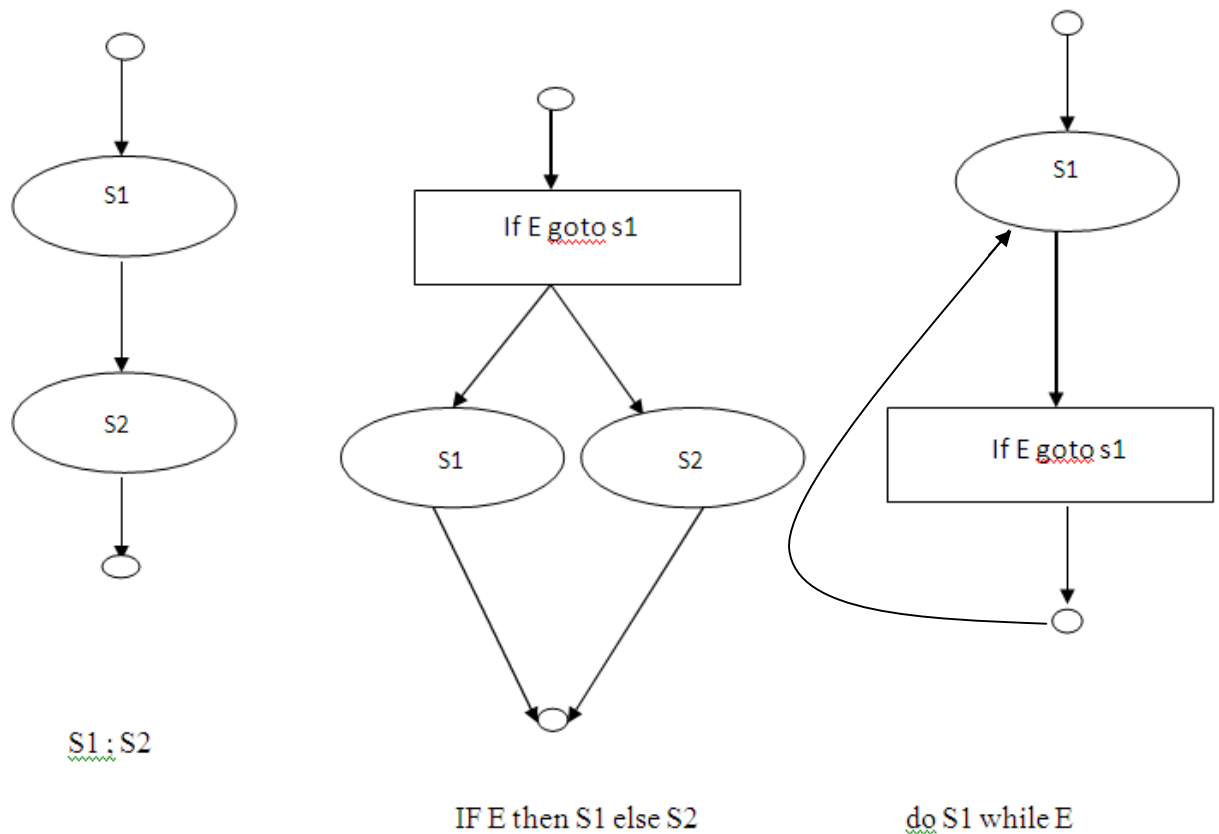 S1
S2
S1 ; S2
If E goto s1
S1
S2
IF E then S1 else S2
S1
If E goto s1
do S1 while E